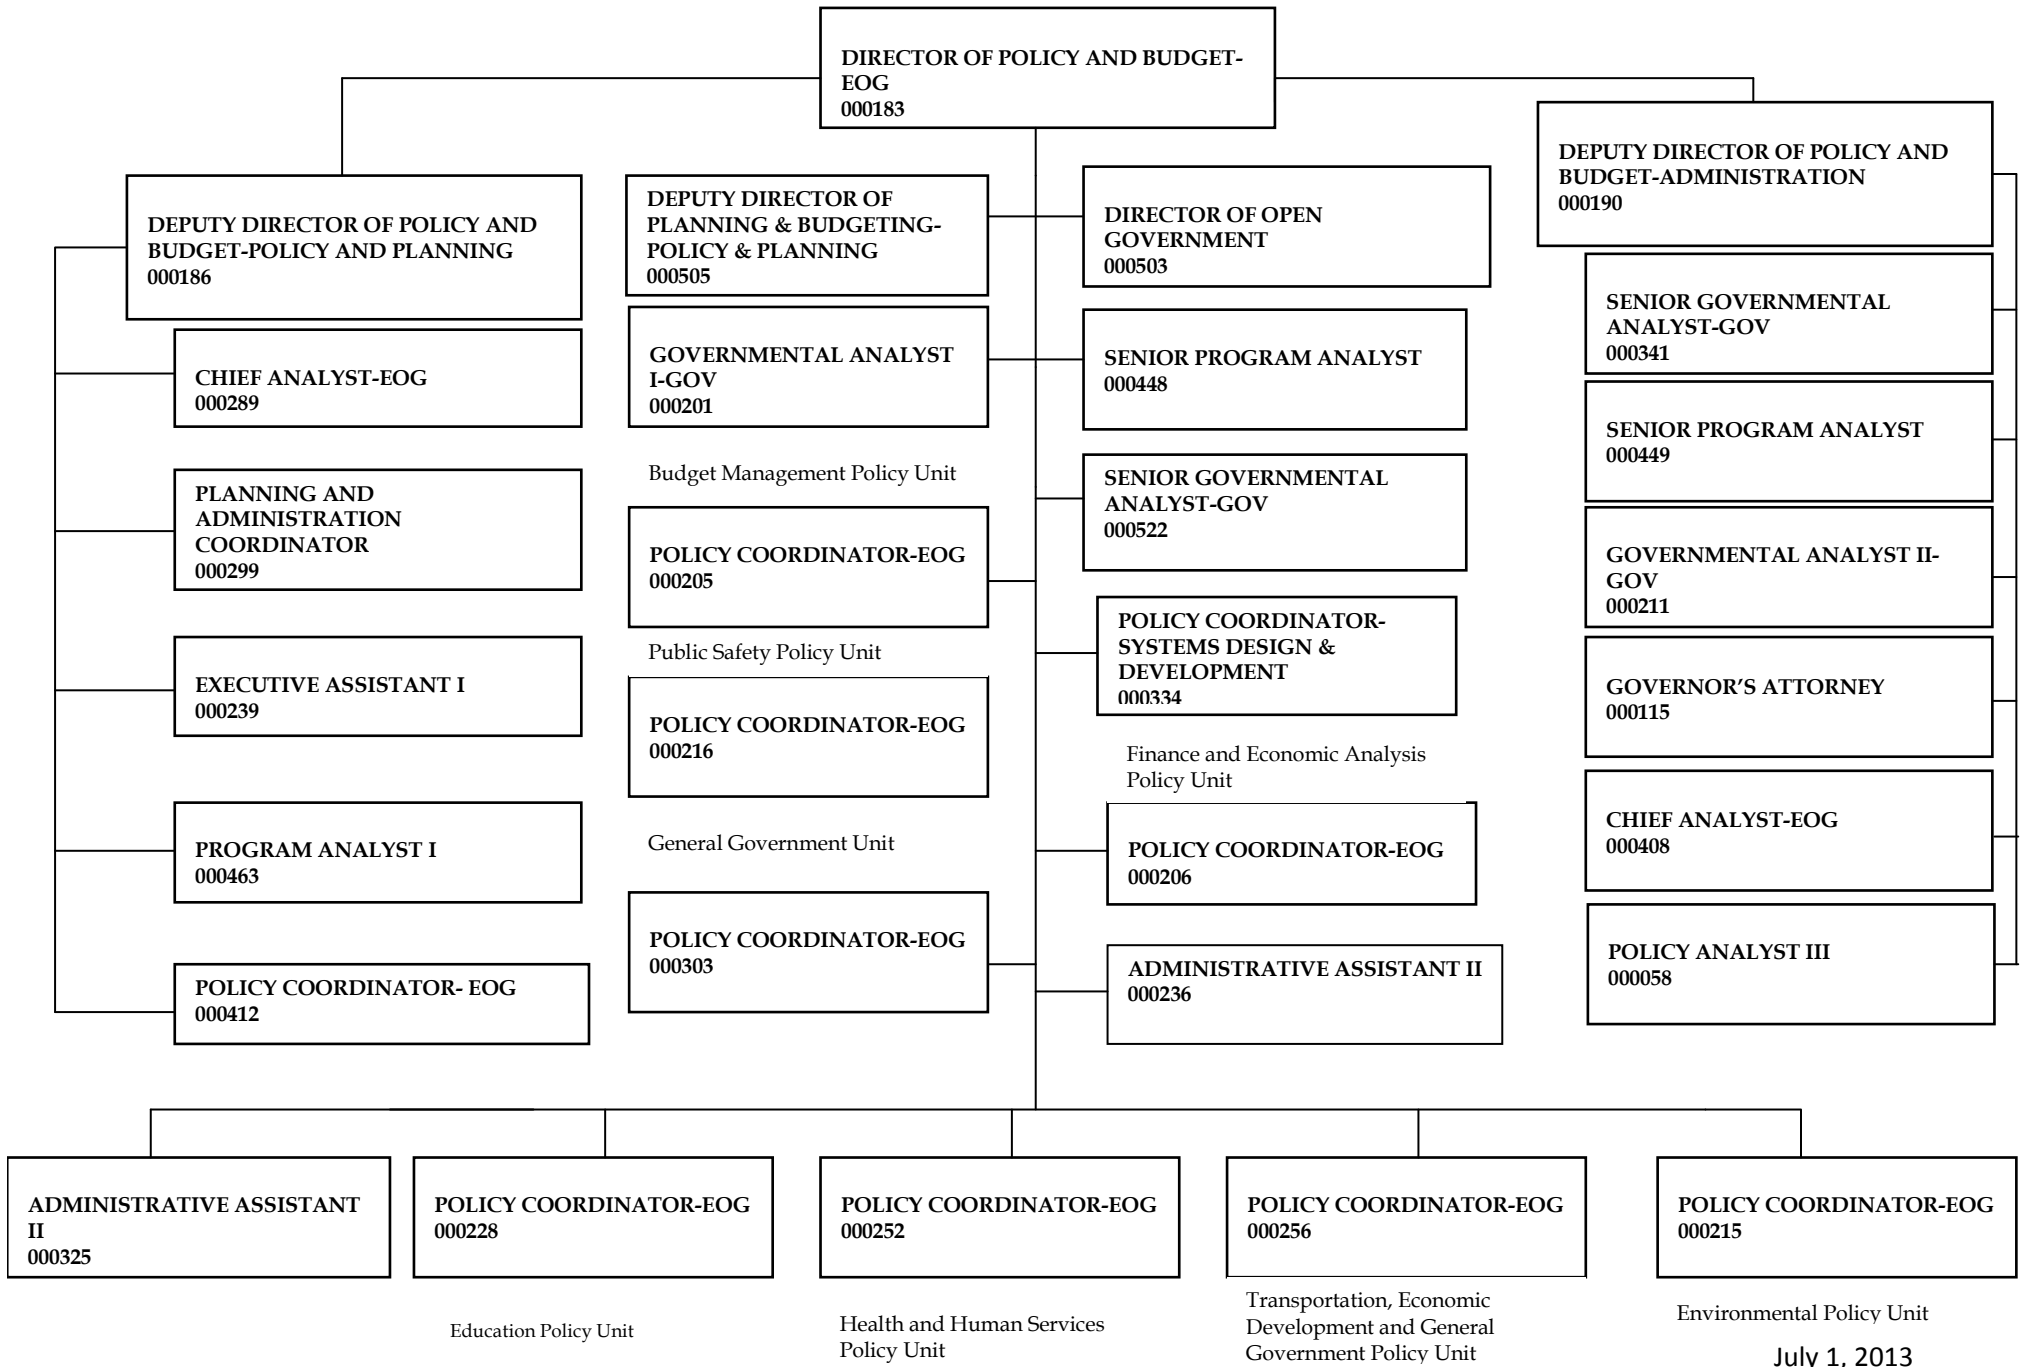 DIRECTOR OF POLICY AND BUDGET-
EOG
000183
DEPUTY DIRECTOR OF POLICY AND
BUDGET-POLICY AND PLANNING
000186
CHIEF ANALYST-EOG
000289
PLANNING AND
ADMINISTRATION
COORDINATOR
000299
EXECUTIVE ASSISTANT I
000239
PROGRAM ANALYST I
000463
POLICY COORDINATOR- EOG
000412
DEPUTY DIRECTOR OF
PLANNING & BUDGETING-
POLICY & PLANNING
000505
GOVERNMENTAL ANALYST
I-GOV
000201
Budget Management Policy Unit
POLICY COORDINATOR-EOG
000205
Public Safety Policy Unit
POLICY COORDINATOR-EOG
000216
General Government Unit
POLICY COORDINATOR-EOG
000303
DIRECTOR OF OPEN
GOVERNMENT
000503
SENIOR PROGRAM ANALYST
000448
SENIOR GOVERNMENTAL
ANALYST-GOV
000522
POLICY COORDINATOR-
SYSTEMS DESIGN &
DEVELOPMENT
000334
Finance and Economic Analysis
Policy Unit
POLICY COORDINATOR-EOG
000206
ADMINISTRATIVE ASSISTANT II
000236
DEPUTY DIRECTOR OF POLICY AND
BUDGET-ADMINISTRATION
000190
SENIOR GOVERNMENTAL
ANALYST-GOV
000341
SENIOR PROGRAM ANALYST
000449
GOVERNMENTAL ANALYST II-
GOV
000211
GOVERNOR’S ATTORNEY
000115
CHIEF ANALYST-EOG
000408
POLICY ANALYST III
000058
ADMINISTRATIVE ASSISTANT
II
000325
POLICY COORDINATOR-EOG
000228
Education Policy Unit
POLICY COORDINATOR-EOG
000252
Health and Human Services
Policy Unit
POLICY COORDINATOR-EOG
000256
Transportation, Economic
Development and General
Government Policy Unit
POLICY COORDINATOR-EOG
000215
Environmental Policy Unit
July 1, 2013